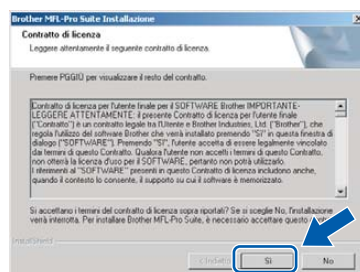 Brother MFL-Pro Suite Installazione
Contratto di licenza
Leggere attentamente il seguente contratto di licenza.
Premere PGGIÙ per visualizzare il resto del contratto.
Contratto di licenza per l'utente finale per il SOFTWARE Brother IMPORTANTE-
LEGGERE ATTENTAMENTE: il presente Contratto di licenza per l'utente finale
("Contratto") è un contratto legale tra l'Utente e Brother Industries, Ltd. ("Brother"), che
regola l'utilizzo del software Brother che verrà installato premendo "Sì" in questa finestra di
dialogo ("SOFTWARE"). Premendo "Sì", l'utente accetta di essere legalmente vincolato
dai termini di questo Contratto. Qualora l'utente non accetti i termini di questo Contratto,
non otterrà la licenza d'uso per il SOFTWARE, pertanto non potrà utilizzarlo.
I riferimenti al "SOFTWARE" presenti in questo Contratto di licenza includono anche,
quando il contesto lo consente, il supporto su cui il software è memorizzato.
Si accettano i termini del contratto di licenza sopra riportati? Se si sceglie No, l'installazione
verrà interrotta. Per installare Brother MFL-Pro Suite, è necessario accettare questo
InstallShield
< Indietro
Sì
No